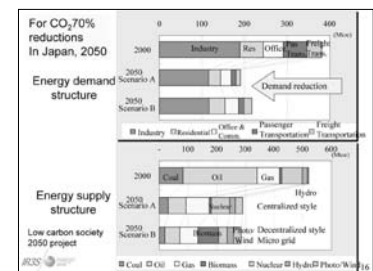 For CO2 70%
reductions
In Japan, 2050
Energy demand
structure
- 100 200 300 400
(Mtoe)
2000
Industry Res Office Pas Trans. Freight Trans.
2050
Scenario A
2050
Scenario B
Demand reduction
Industry Residential Office & Comm. Passenger Transportation Freight Transportation
Energy supply
structure
- 100 200 300 400 500 600
(Mtoe)
2000
Coal Oil Gas
Hydro
2050
Scenario A
Nuclear
Centralized style
2050
Scenario B
Biomass
Photo Wind
Decentralized style
Micro grid
Low carbon society
2050 project
Coal Oil Gas Biomass Nuclear Hydro Photo/Wind
16